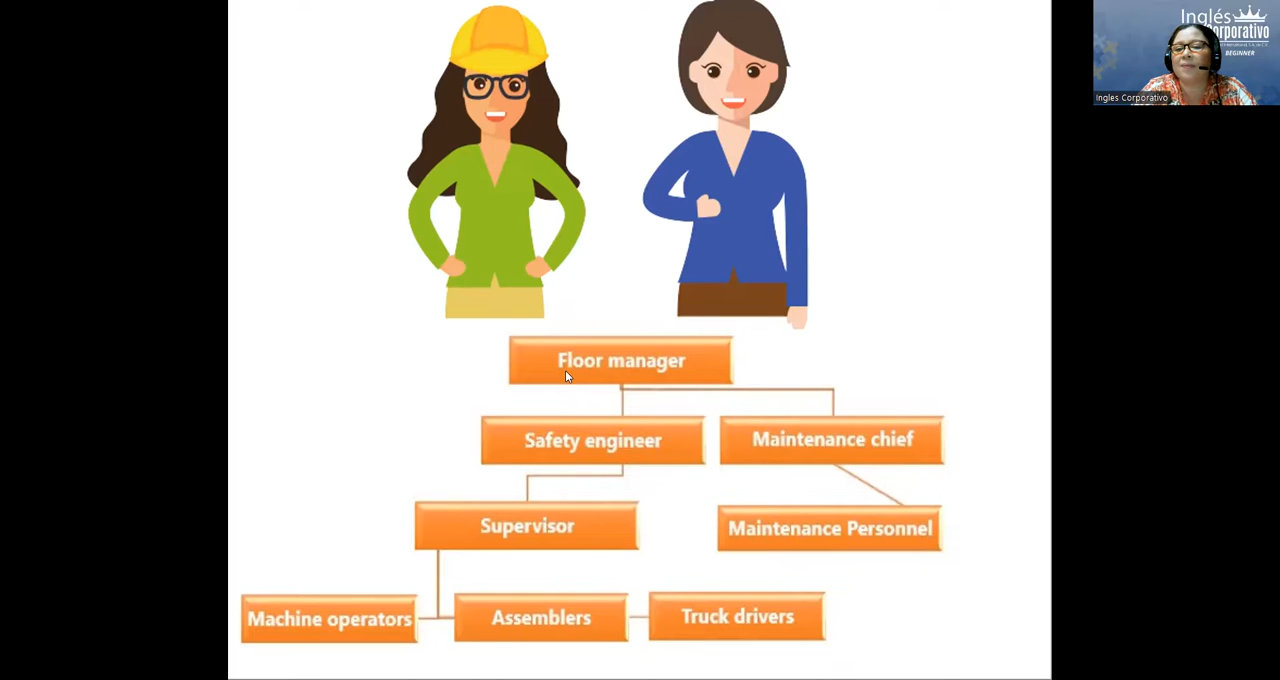 Inglés
Corporativo
BEGINNER
Ingles Corporativo
Floor manager
Safety engineer
Maintenance chief
Supervisor
Maintenance Personnel
Machine operators
Assemblers
Truck drivers